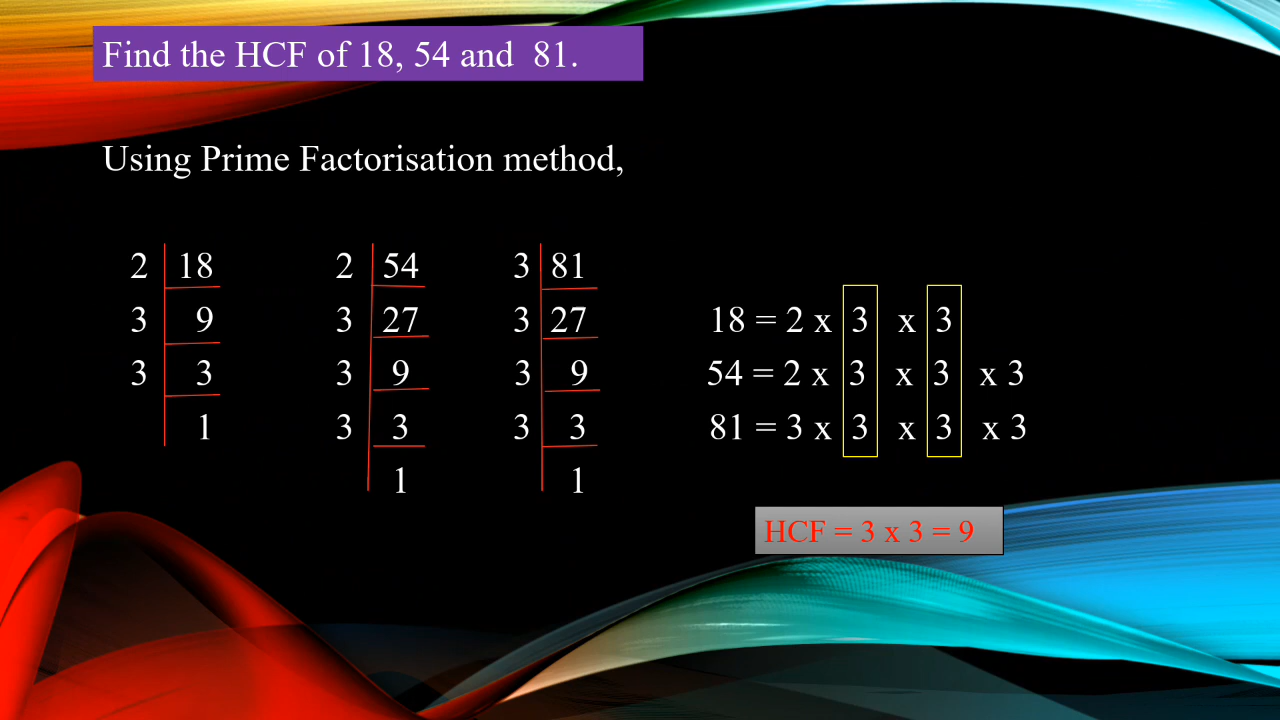 Find the HCF of 18, 54 and 81.
Using Prime Factorisation method,
2 18
3 9
3 3
1
2 54
3 27
3 9
3 3
1
3 81
3 27
3 9
3 3
1
18 = 2 x 3 x 3
54 = 2 x 3 x 3 x 3
81 = 3 x 3 x 3 x 3
HCF = 3 x 3 = 9